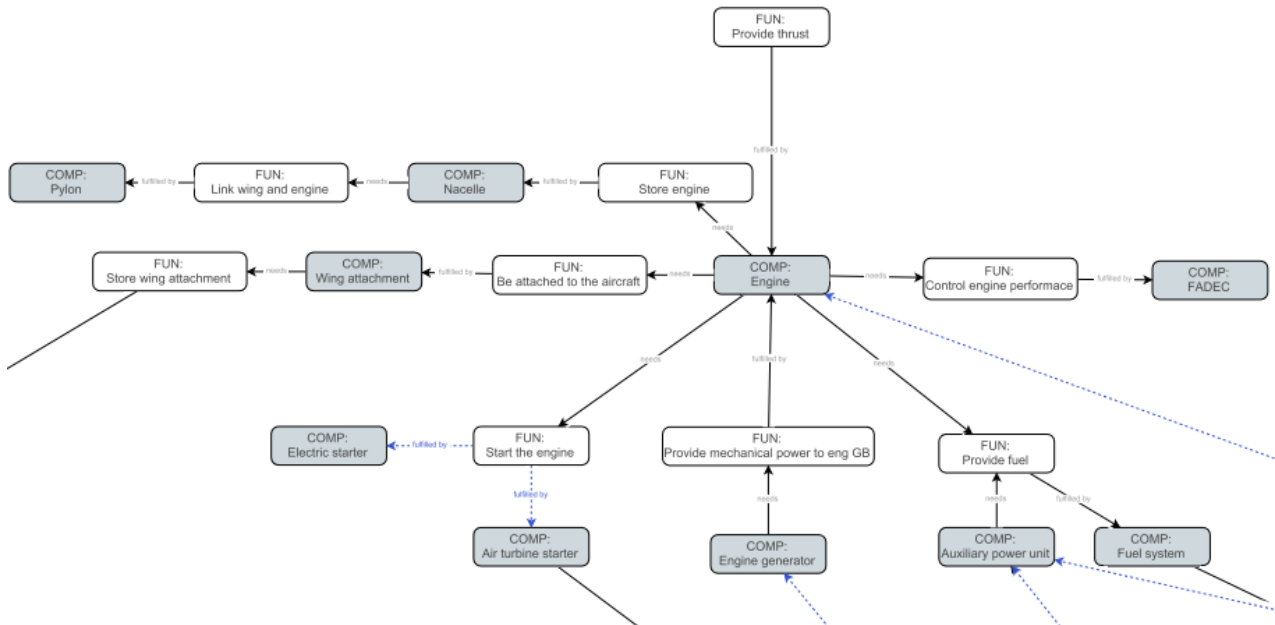 FUN:
Provide thrust
fulfilled by
COMP:
Pylon
fulfilled by
FUN:
Link wing and engine
needs
COMP:
Nacelle
fulfilled by
FUN:
Store engine
needs
FUN:
Store wing attachment
needs
COMP:
Wing attachment
fulfilled by
FUN:
Be attached to the aircraft
needs
COMP:
Engine
needs
FUN:
Control engine performace
fulfilled by
COMP:
FADEC
needs
fulfilled by
needs
COMP:
Electric starter
fulfilled by
FUN:
Start the engine
FUN:
Provide mechanical power to eng GB
FUN:
Provide fuel
fulfilled by
needs
needs
fulfilled by
COMP:
Air turbine starter
COMP:
Engine generator
COMP:
Auxiliary power unit
COMP:
Fuel system